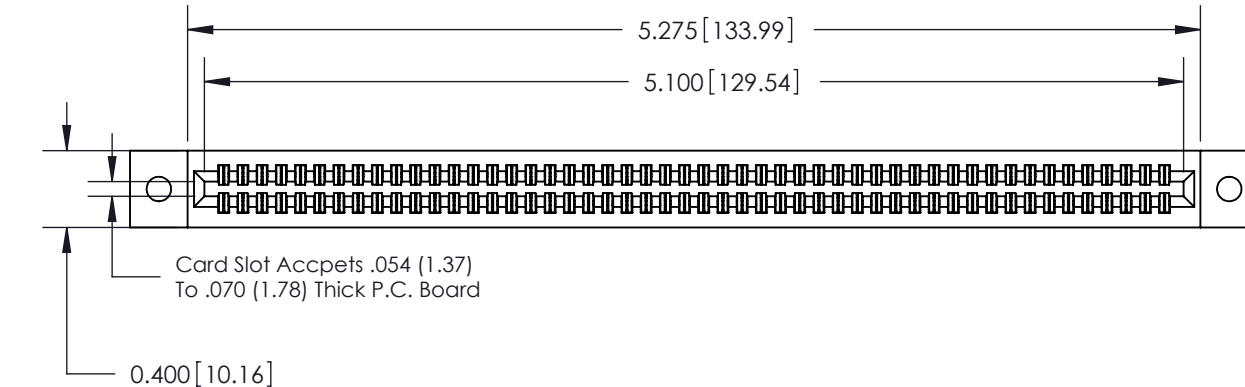 5.275[133.99]
5.100[129.54]
Card Slot Accpets .054 (1.37)
To .070 (1.78) Thick P.C. Board
0.400[10.16]